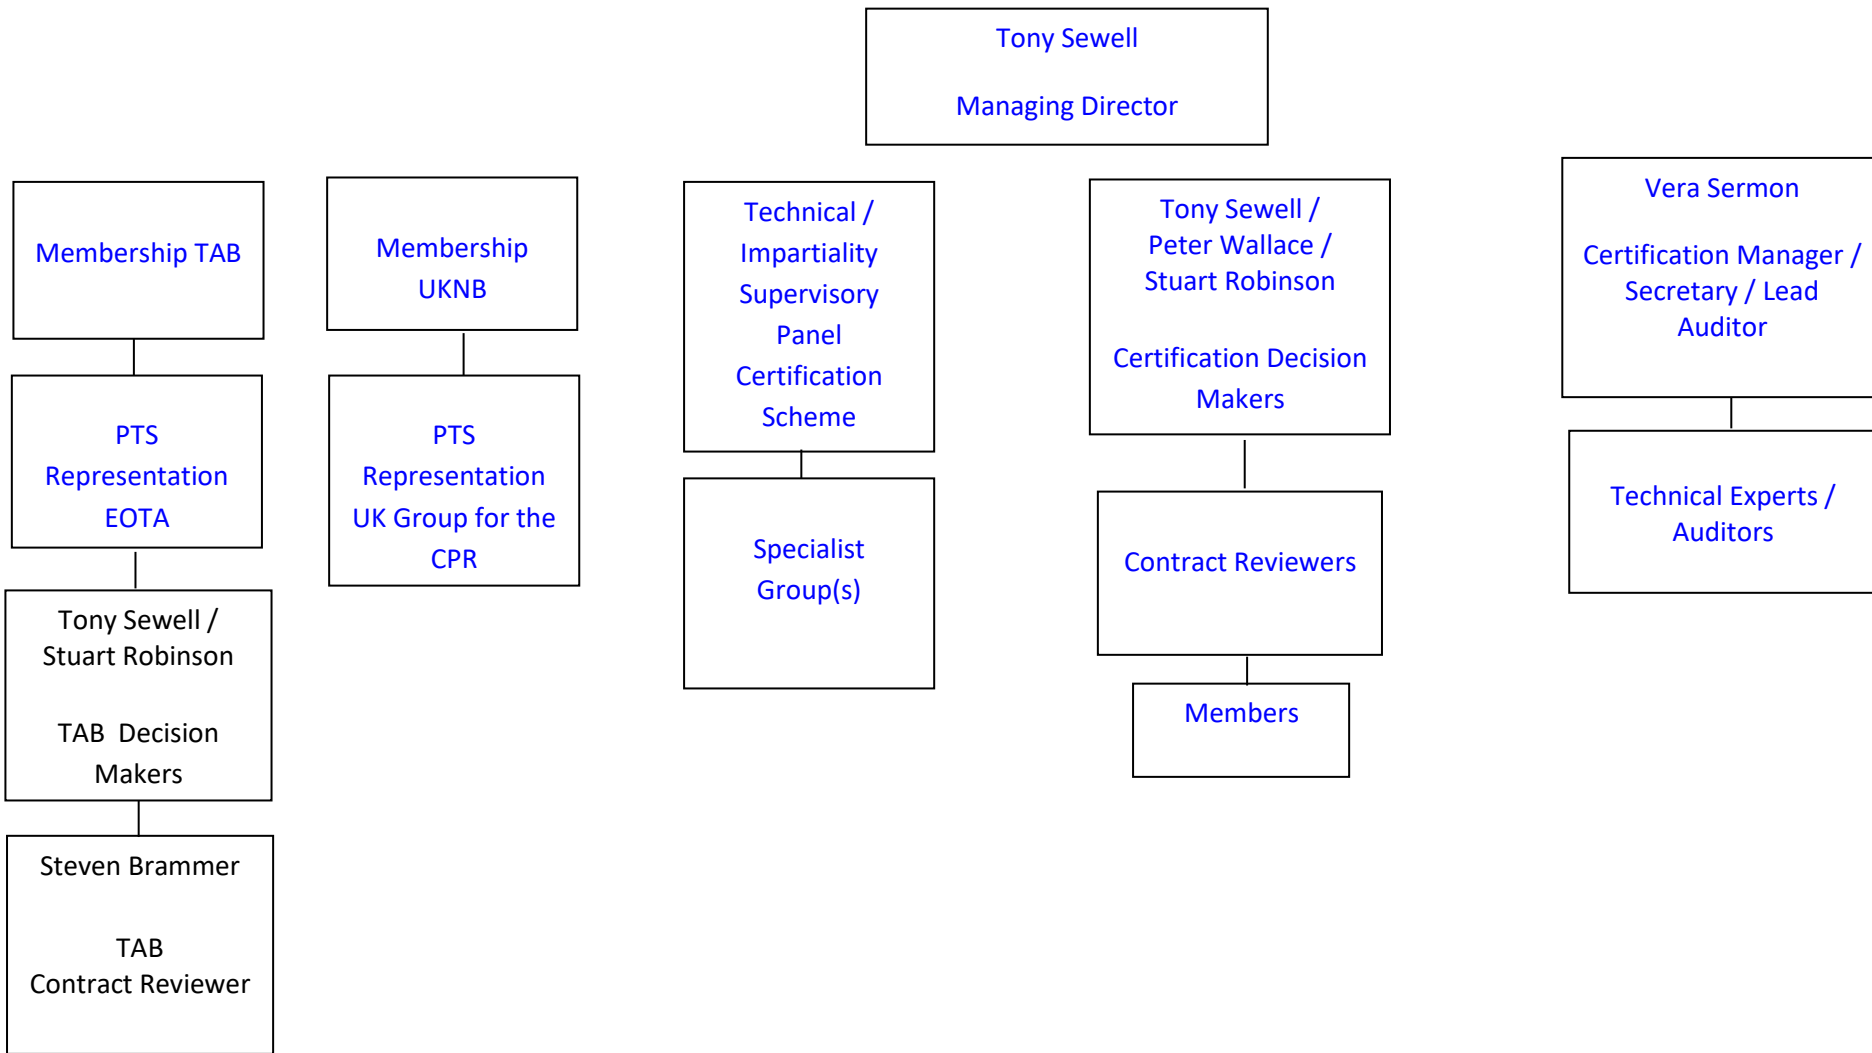 Tony Sewell
Managing Director
Membership TAB
PTS
Representation
EOTA
Tony Sewell /
Stuart Robinson
TAB Decision
Makers
Steven Brammer
TAB
Contract Reviewer
Membership
UKNB
PTS
Representation
UK Group for the
CPR
Technical /
Impartiality
Supervisory
Panel
Certification
Scheme
Specialist
Group(s)
Tony Sewell /
Peter Wallace /
Stuart Robinson
Certification Decision
Makers
Contract Reviewers
Members
Vera Sermon
Certification Manager /
Secretary / Lead
Auditor
Technical Experts /
Auditors